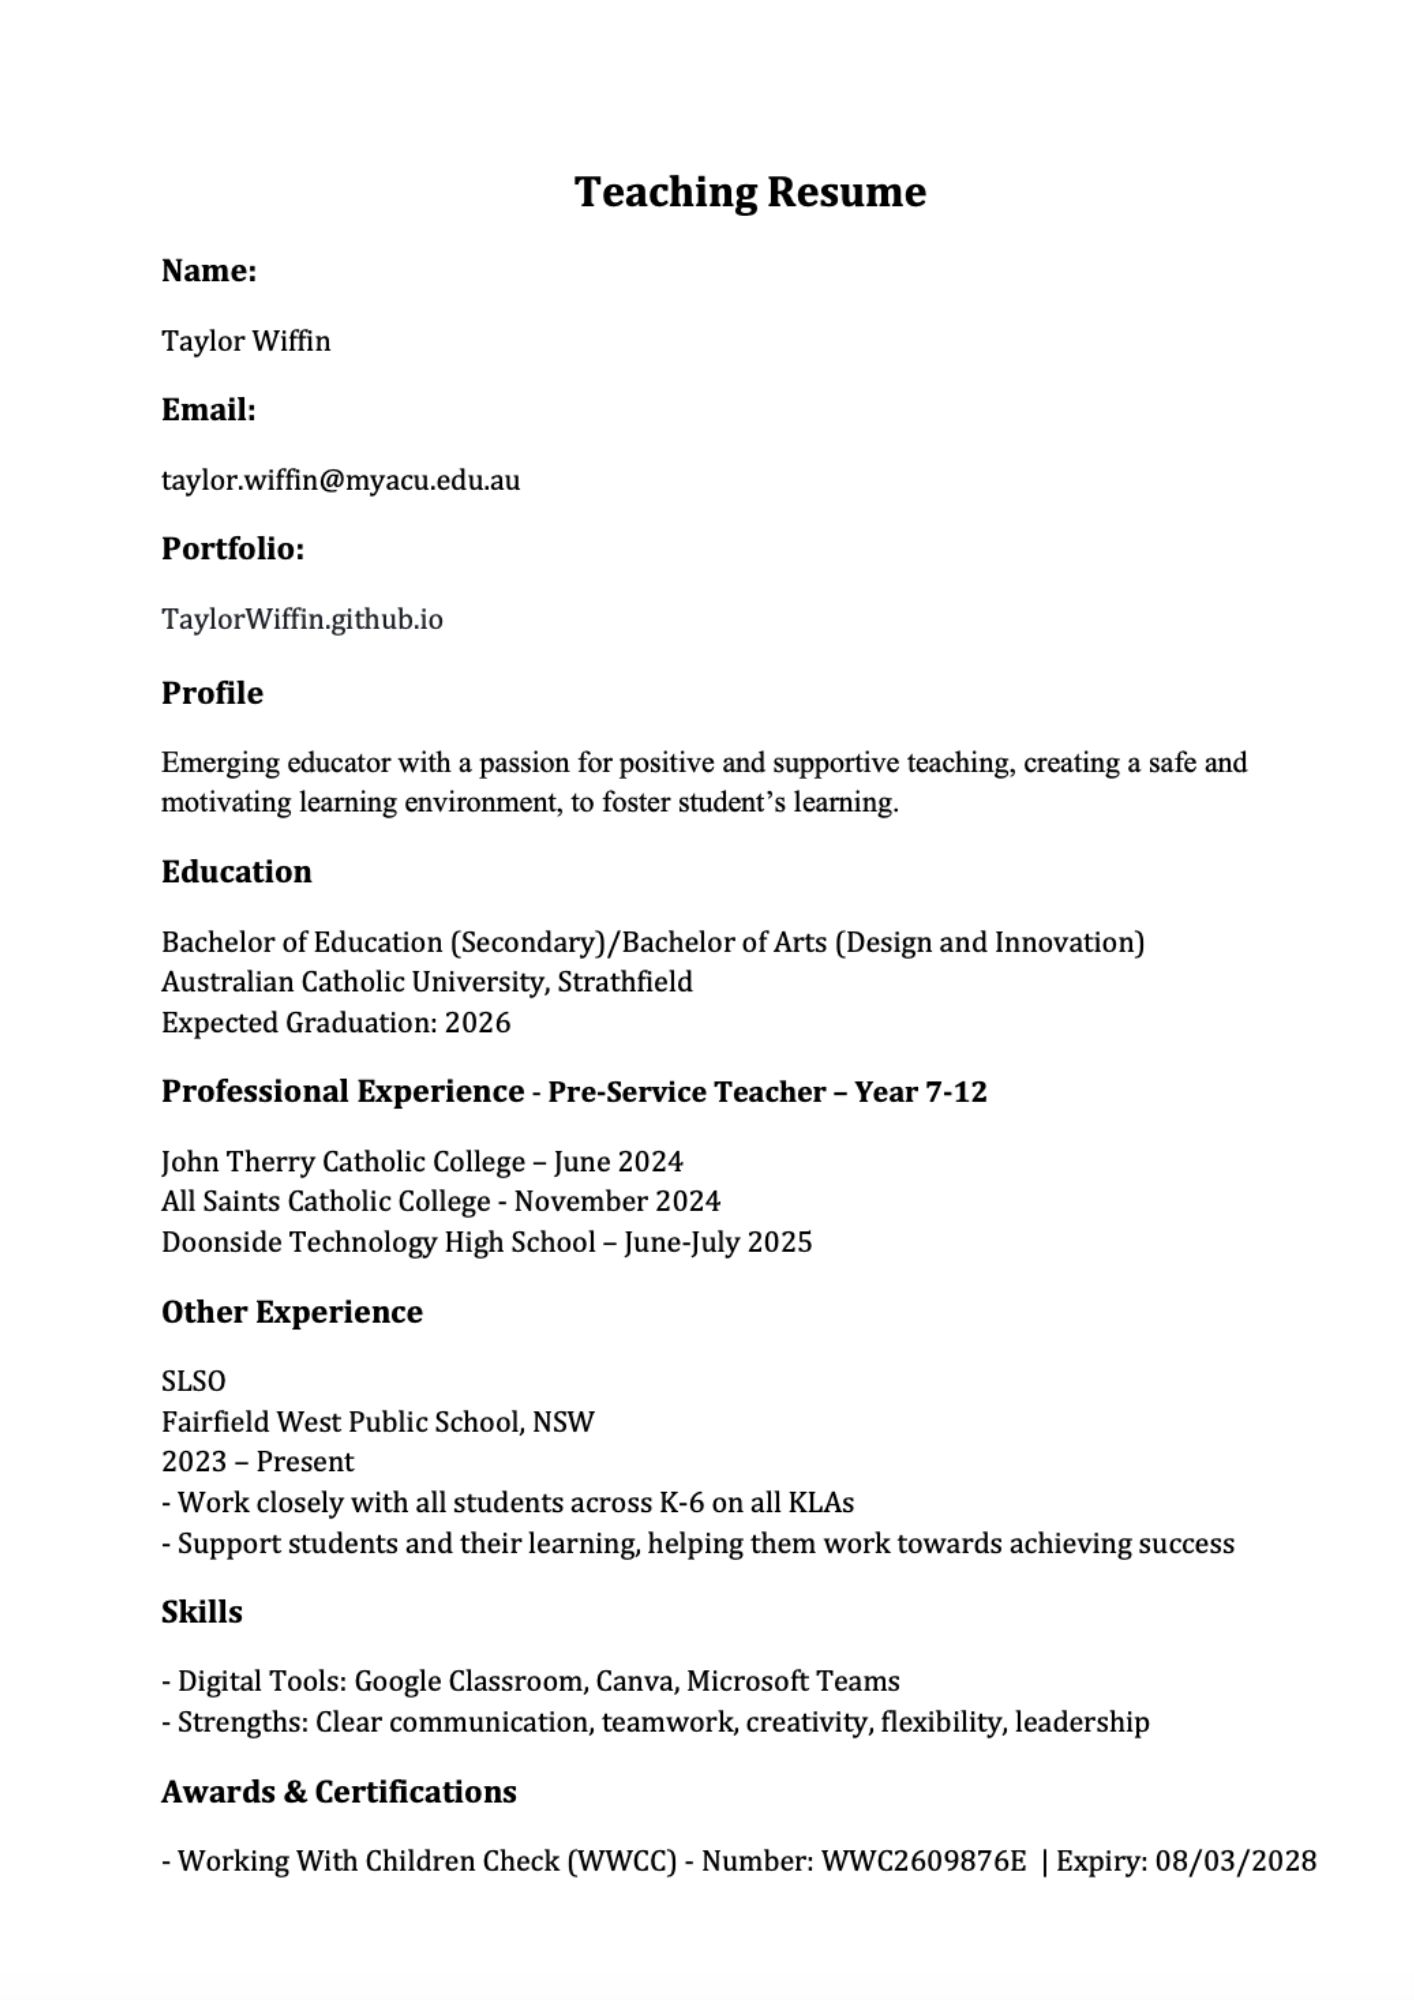 Teaching Resume
Name:
Taylor Wiffin
Email:
taylor.wiffin@myacu.edu.au
Portfolio:
TaylorWiffin.github.io
Profile
Emerging educator with a passion for positive and supportive teaching, creating a safe and
motivating learning environment, to foster student’s learning.
Education
Bachelor of Education (Secondary)/Bachelor of Arts (Design and Innovation)
Australian Catholic University, Strathfield
Expected Graduation: 2026
Professional Experience - Pre-Service Teacher – Year 7-12
John Therry Catholic College – June 2024
All Saints Catholic College - November 2024
Doonside Technology High School – June-July 2025
Other Experience
SLSO
Fairfield West Public School, NSW
2023 – Present
- Work closely with all students across K-6 on all KLAs
- Support students and their learning, helping them work towards achieving success
Skills
- Digital Tools: Google Classroom, Canva, Microsoft Teams
- Strengths: Clear communication, teamwork, creativity, flexibility, leadership
Awards & Certifications
- Working With Children Check (WWCC) - Number: WWC2609876E | Expiry: 08/03/2028